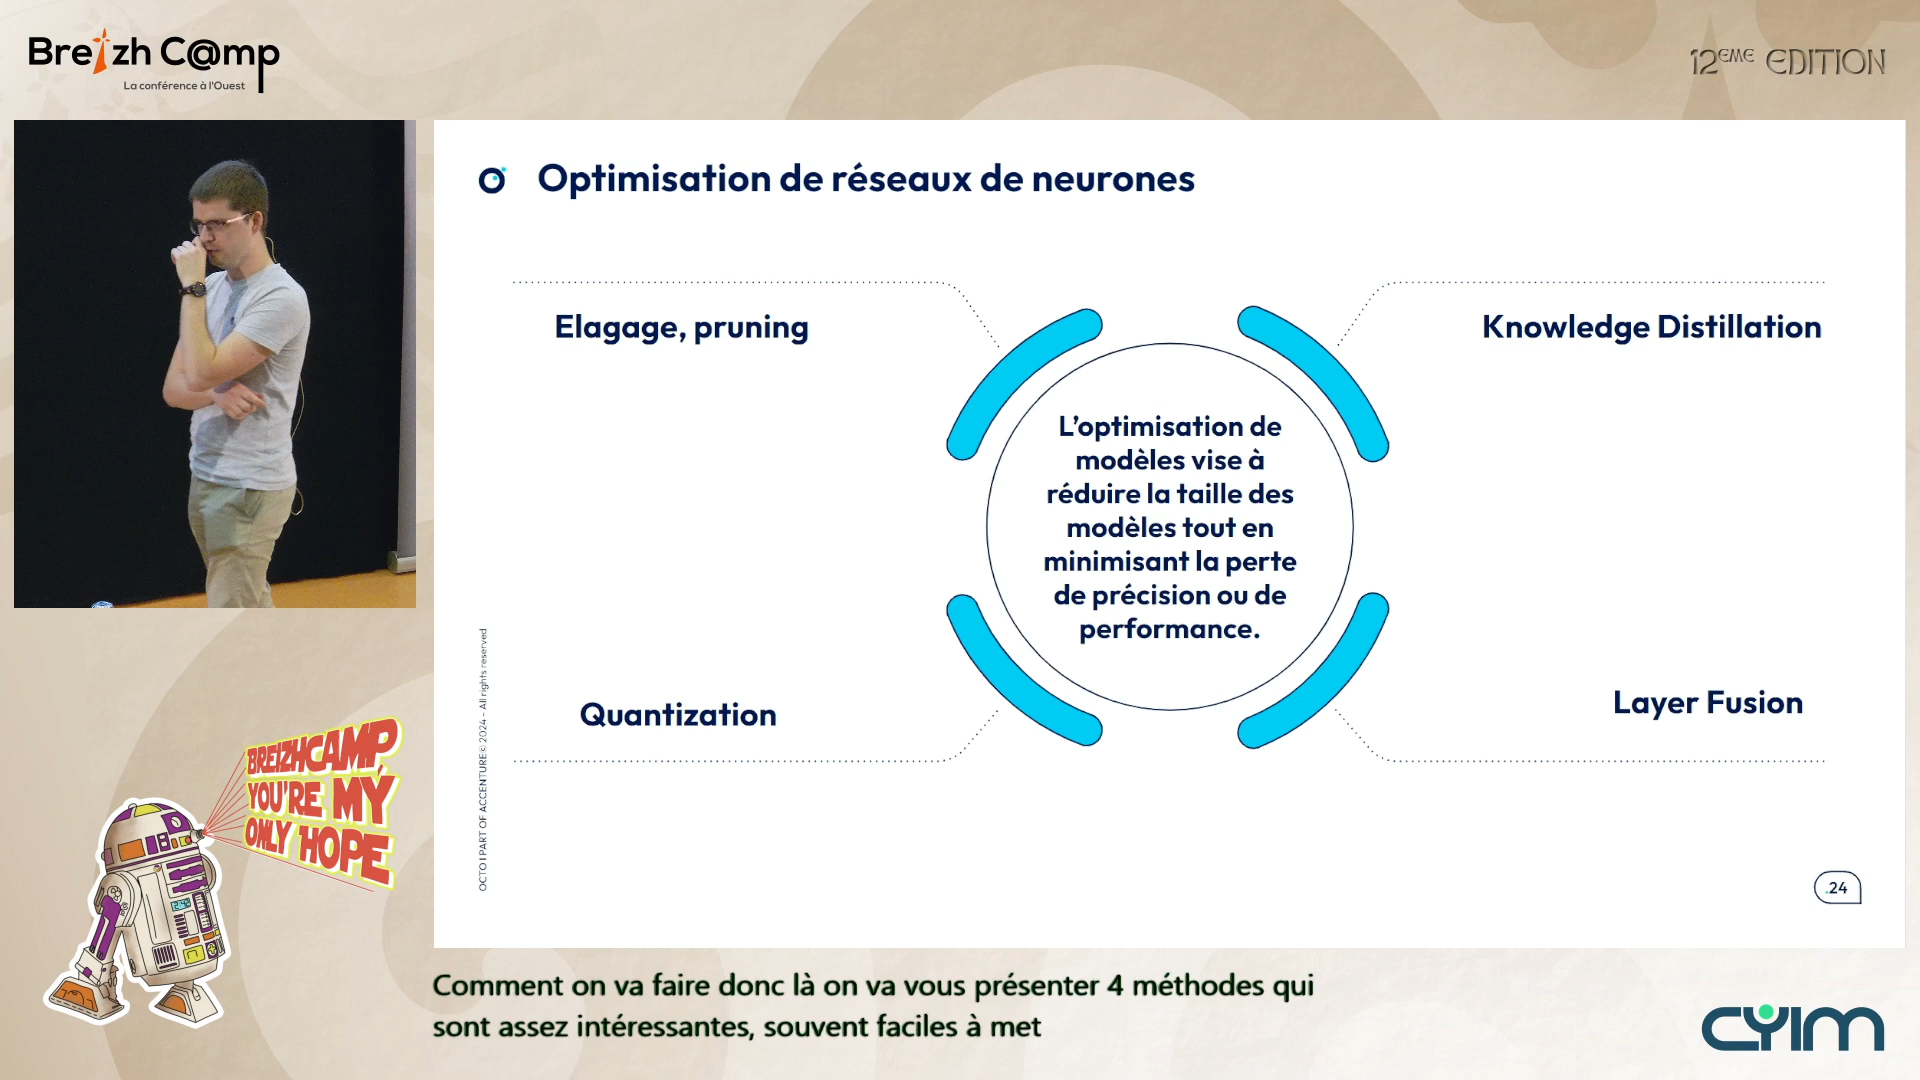 Breizh C@mp
La conférence à l'Ouest
12ÈME EDITION
Optimisation de réseaux de neurones
Elagage, pruning
Knowledge Distillation
L'optimisation de
modèles vise à
réduire la taille des
modèles tout en
minimisant la perte
de précision ou de
performance.
Quantization
Layer Fusion
OCTO I PART OF ACCENTURE © 2024 - All rights reserved
.24
BREIZHCAMP,
YOU'RE MY
ONLY HOPE
Comment on va faire donc là on va vous présenter 4 méthodes qui
sont assez intéressantes, souvent faciles à met
CYIM